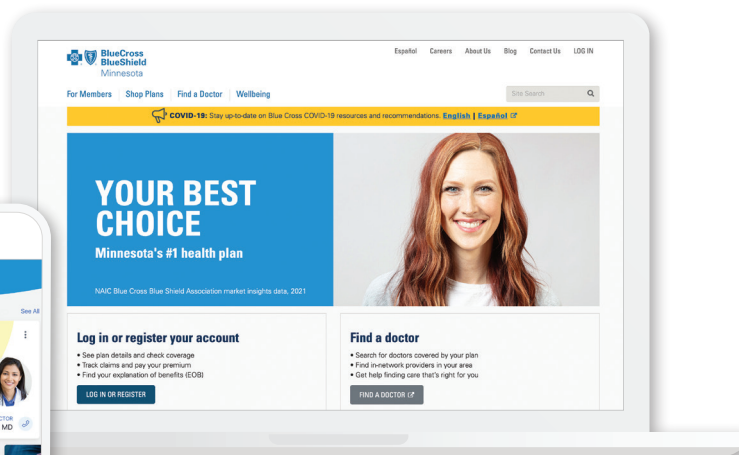 BlueCross
BlueShield
Minnesota
Español Careers About Us Blog Contact Us LOG IN
For Members Shop Plans Find a Doctor Wellbeing
Site Search
COVID-19: Stay up-to-date on Blue Cross COVID-19 resources and recommendations. English | Español
YOUR BEST
CHOICE
Minnesota's #1 health plan
NAIC Blue Cross Blue Shield Association market insights data, 2021
Log in or register your account
• See plan details and check coverage
• Track claims and pay your premium
• Find your explanation of benefits (EOB)
LOG IN OR REGISTER
Find a doctor
• Search for doctors covered by your plan
• Find in-network providers in your area
• Get help finding care that's right for you
FIND A DOCTOR
See All
CTOR
MD